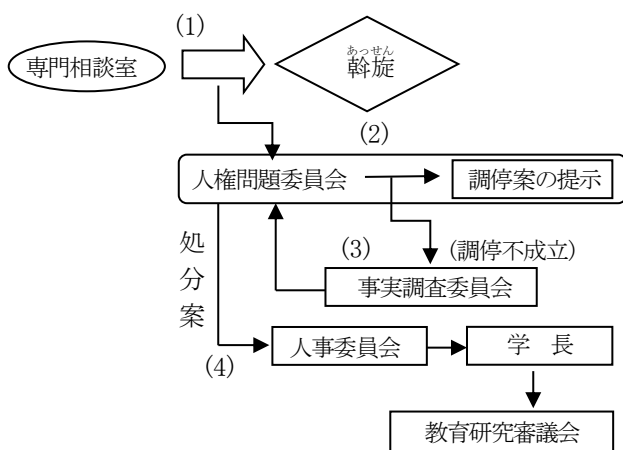 (1)
専門相談室
あっせん
斡旋
(2)
人権問題委員会
調停案の提示
処分案
(3)
(調停不成立)
事実調査委員会
(4)
人事委員会
学　長
教育研究審議会